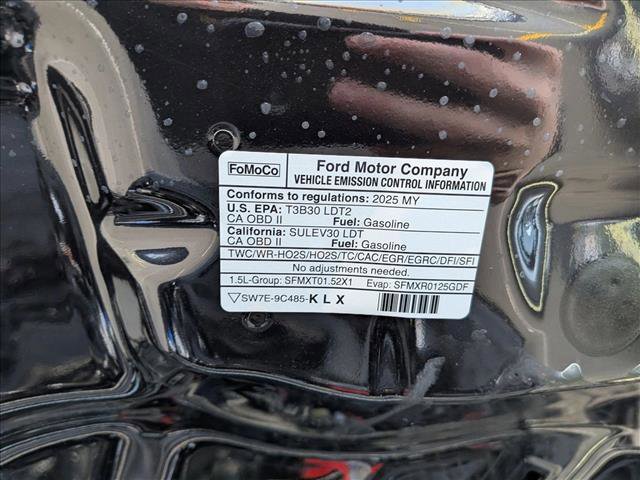 FoMoCo
Ford Motor Company
VEHICLE EMISSION CONTROL INFORMATION
Conforms to regulations: 2025 MY
U.S. EPA: T3B30 LDT2
CA OBD II Fuel: Gasoline
California: SULEV30 LDT
CA OBD II Fuel: Gasoline
TWC/WR-HO2S/HO2S/TC/CAC/EGR/EGRC/DFI/SFI
No adjustments needed.
1.5L-Group: SFMXT01.52X1 Evap: SFMXR0125GDF
SW7E-9C485-KLX